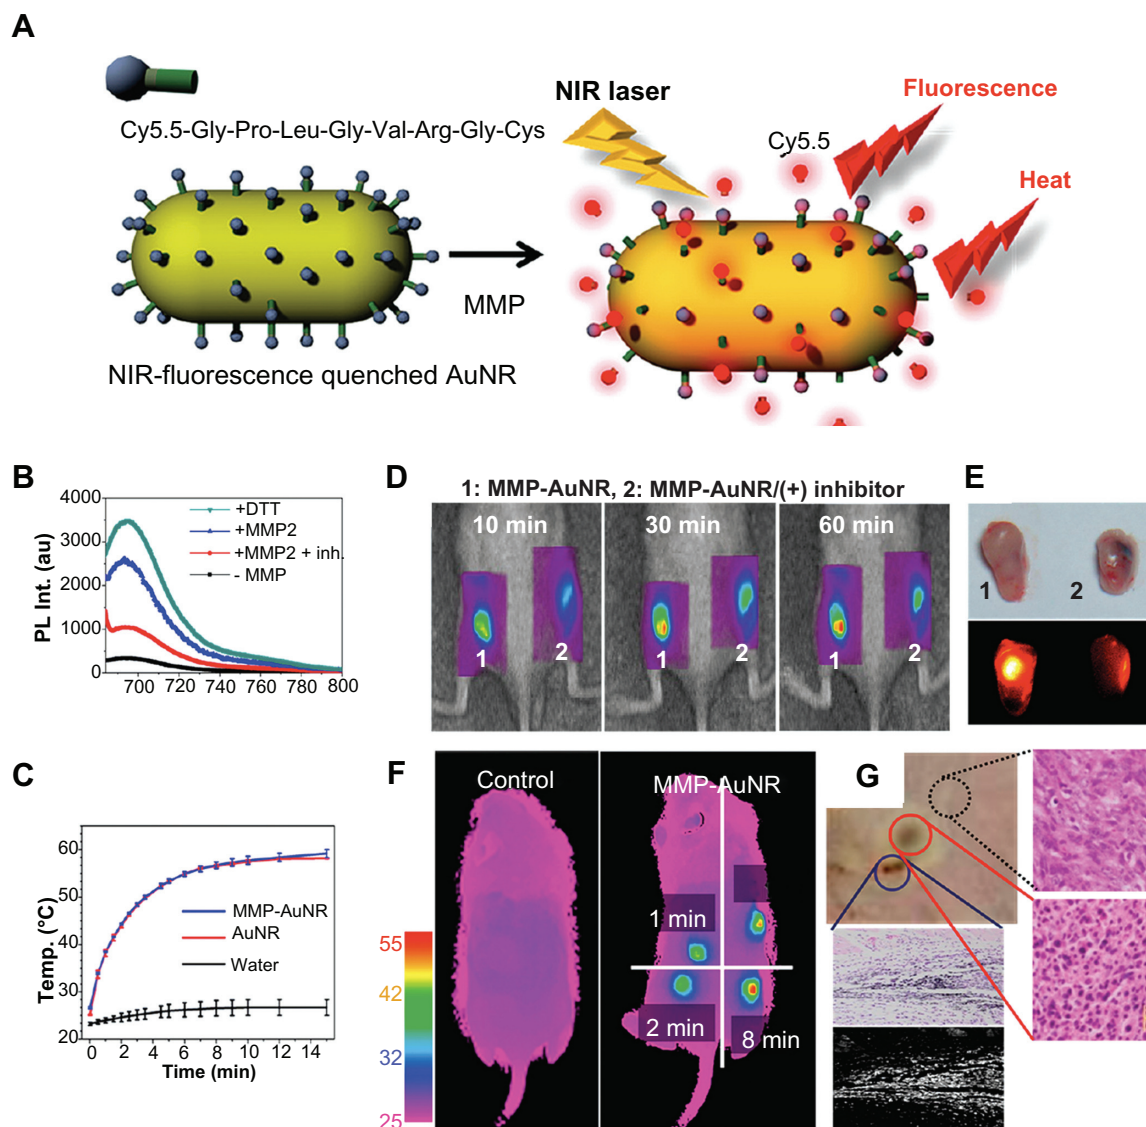 A
Cy5.5-Gly-Pro-Leu-Gly-Val-Arg-Gly-Cys
NIR-fluorescence quenched AuNR
MMP
NIR laser
Cy5.5
Fluorescence
Heat
B
PL Int. (au)
4000
3000
2000
1000
0
+DTT
+MMP2
+MMP2 + inh.
- MMP
700 720 740 760 780 800
C
Temp. (°C)
60
50
40
30
20
MMP-AuNR
AuNR
Water
0 2 4 6 8 10 12 14
Time (min)
D
1: MMP-AuNR, 2: MMP-AuNR/(+) inhibitor
10 min
30 min
60 min
1
2
1
2
1
2
E
1
2
F
Control
MMP-AuNR
1 min
2 min
8 min
55
42
32
25
G